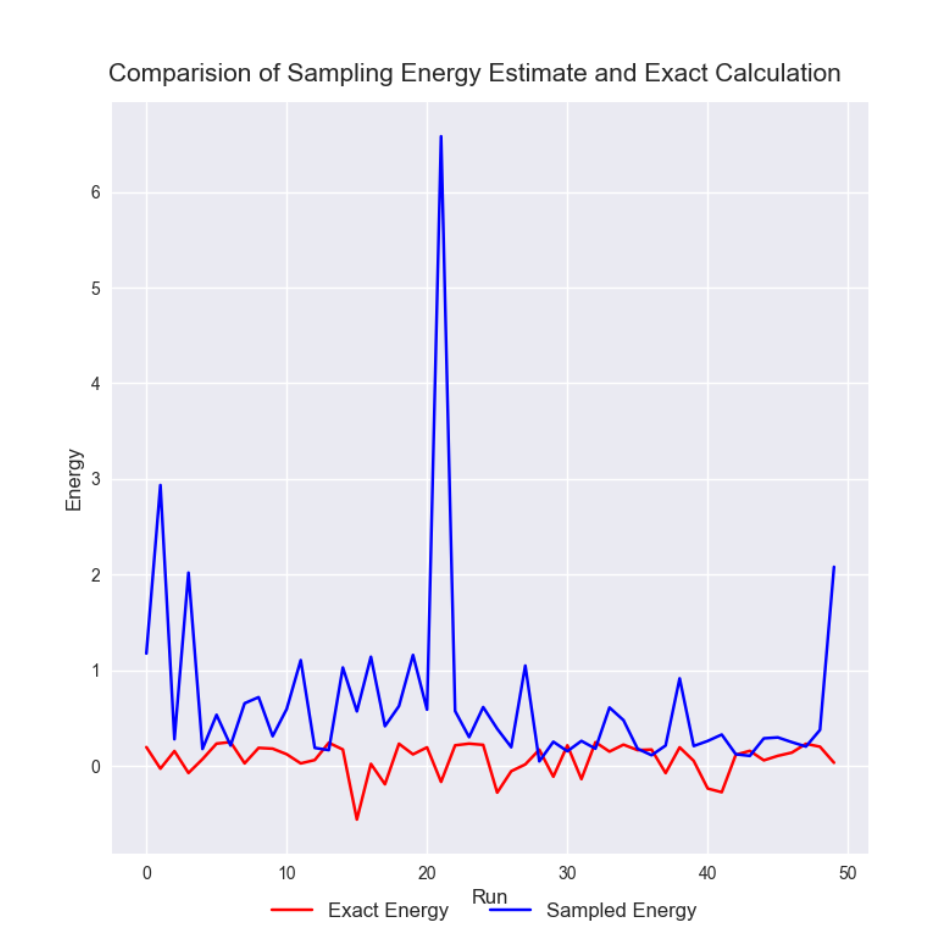 Comparision of Sampling Energy Estimate and Exact Calculation
6
5
4
3
2
1
0
Energy
0 10 20 30 40 50
Run
Exact Energy Sampled Energy